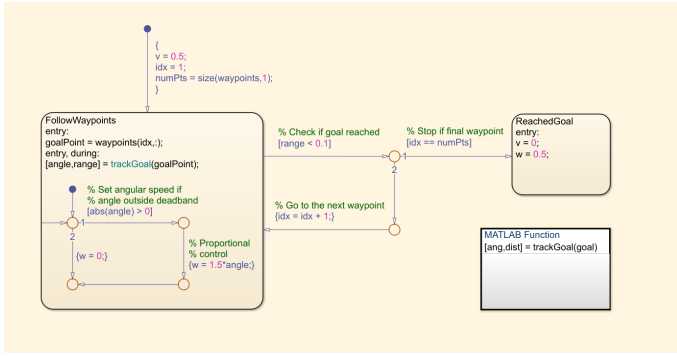 {
v = 0.5;
idx = 1;
numPts = size(waypoints,1);
}
FollowWaypoints
entry:
goalPoint = waypoints(idx,:);
entry, during:
[angle,range] = trackGoal(goalPoint);
% Set angular speed if
% angle outside deadband
[abs(angle) > 0]
1
2
{w = 0;}
% Proportional
% control
{w = 1.5*angle;}
% Check if goal reached
[range < 0.1]
1
2
% Stop if final waypoint
[idx == numPts]
% Go to the next waypoint
{idx = idx + 1;}
ReachedGoal
entry:
v = 0;
w = 0.5;
MATLAB Function
[ang,dist] = trackGoal(goal)